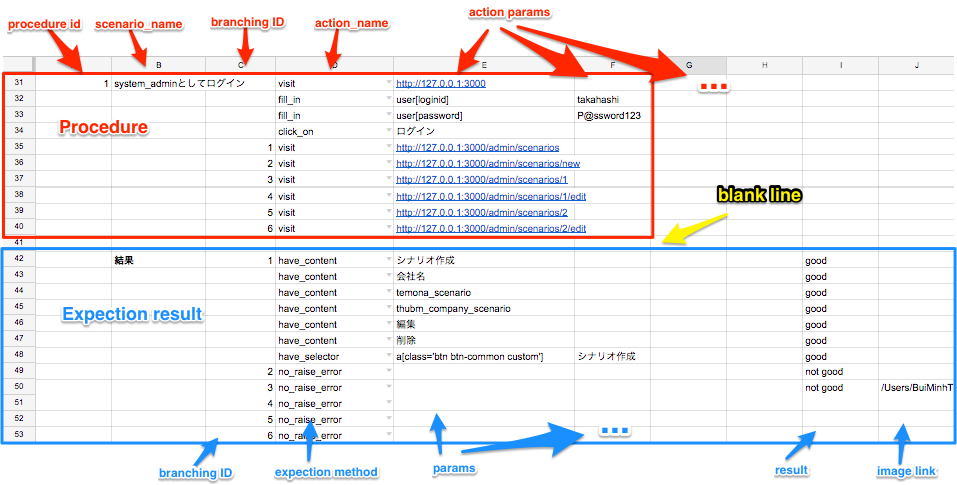 procedure id scenario_name branching ID action_name action params
B C D E F G H I J
31 1 system_adminとしてログイン visit http://127.0.0.1:3000 ...
32 fill_in user[loginid] takahashi
33 Procedure fill_in user[password] P@ssword123
34 click_on ログイン
35 1 visit http://127.0.0.1:3000/admin/scenarios
36 2 visit http://127.0.0.1:3000/admin/scenarios/new
37 3 visit http://127.0.0.1:3000/admin/scenarios/1
38 4 visit http://127.0.0.1:3000/admin/scenarios/1/edit
blank line
39 5 visit http://127.0.0.1:3000/admin/scenarios/2
40 6 visit http://127.0.0.1:3000/admin/scenarios/2/edit
41
42 結果 1 have_content シナリオ作成 good
43 have_content 会社名 good
44 have_content temona_scenario good
45 Expection result have_content thubm_company_scenario good
46 have_content 編集 good
47 have_content 削除 good
48 have_selector a[class='btn btn-common custom'] シナリオ作成 good
49 2 no_raise_error not good
50 3 no_raise_error not good /Users/BuiMinhT
51 4 no_raise_error
52 5 no_raise_error ...
53 6 no_raise_error
branching ID expection method params result image link